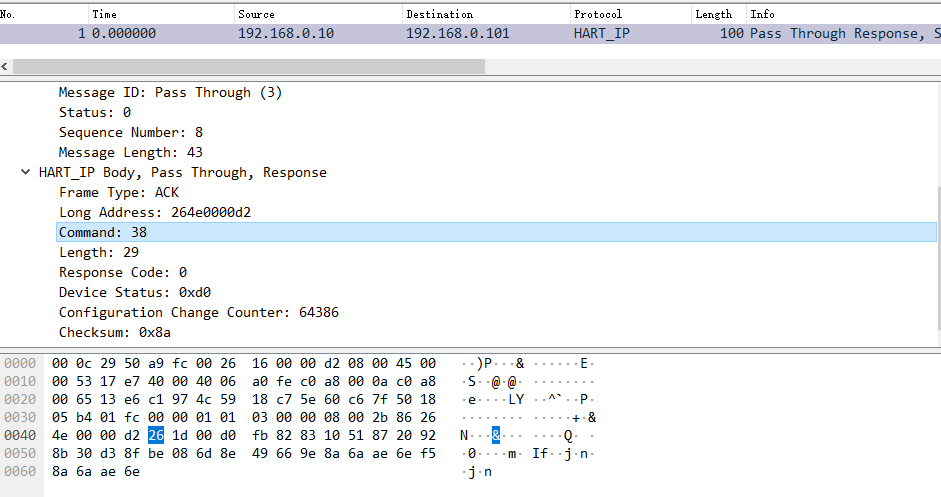 No. Time Source Destination Protocol Length Info
1 0.000000 192.168.0.10 192.168.0.101 HART_IP 100 Pass Through Response, S
Message ID: Pass Through (3)
Status: 0
Sequence Number: 8
Message Length: 43
HART_IP Body, Pass Through, Response
Frame Type: ACK
Long Address: 264e0000d2
Command: 38
Length: 29
Response Code: 0
Device Status: 0xd0
Configuration Change Counter: 64386
Checksum: 0x8a
0000 00 0c 29 50 a9 fc 00 26 16 00 00 d2 08 00 45 00 ··)P···& ······E·
0010 00 53 17 e7 40 00 40 06 a0 fe c0 a8 00 0a c0 a8 ·S··@·@· ········
0020 00 65 13 e6 c1 97 4c 59 18 c7 5e 60 c6 7f 50 18 ·e····LY ··^`··P·
0030 05 b4 01 fc 00 00 01 01 03 00 00 08 00 2b 86 26 ········ ·····+·&
0040 4e 00 00 d2 26 1d 00 d0 fb 82 83 10 51 87 20 92 N···&··· ····Q· ·
0050 8b 30 d3 8f be 08 6d 8e 49 66 9e 8a 6a ae 6e f5 ·0····m· If··j·n·
0060 8a 6a ae 6e ·j·n